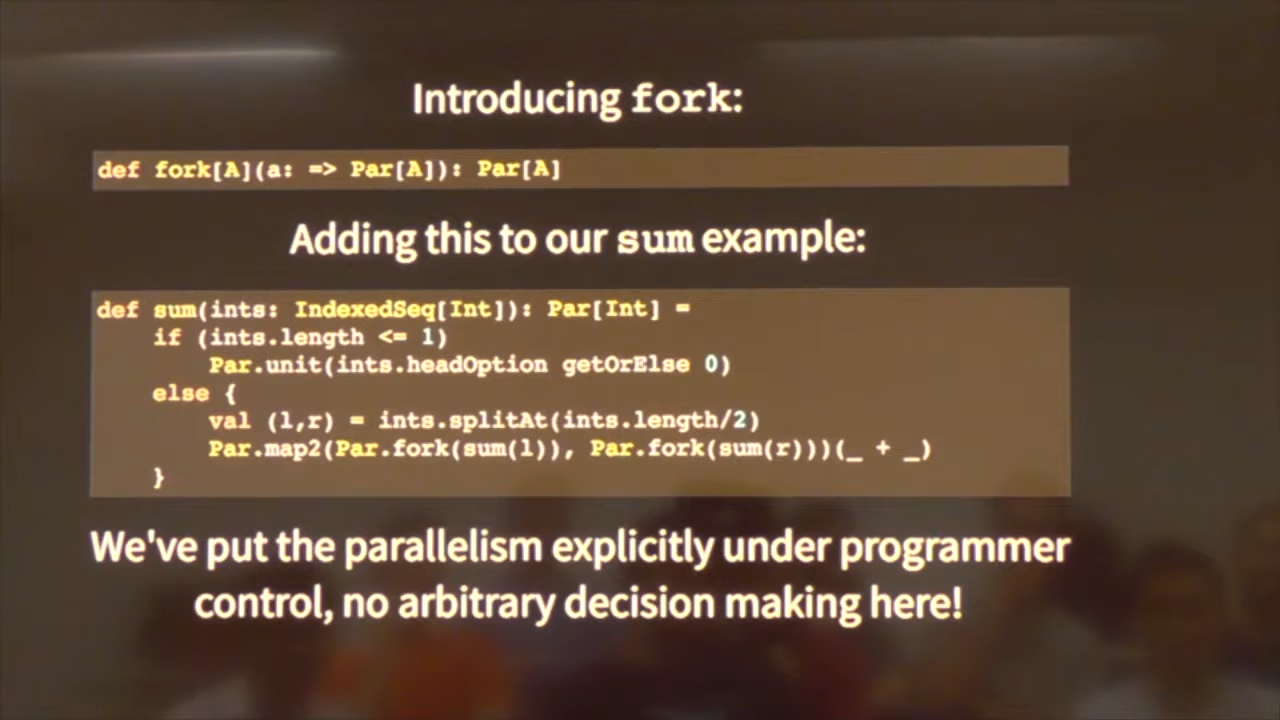 Introducing fork:
def fork[A](a: => Par[A]): Par[A]
Adding this to our sum example:
def sum(ints: IndexedSeq[Int]): Par[Int] =
    if (ints.length <= 1)
        Par.unit(ints.headOption getOrElse 0)
    else {
        val (l,r) = ints.splitAt(ints.length/2)
        Par.map2(Par.fork(sum(l)), Par.fork(sum(r)))(_ + _)
    }
We've put the parallelism explicitly under programmer
control, no arbitrary decision making here!